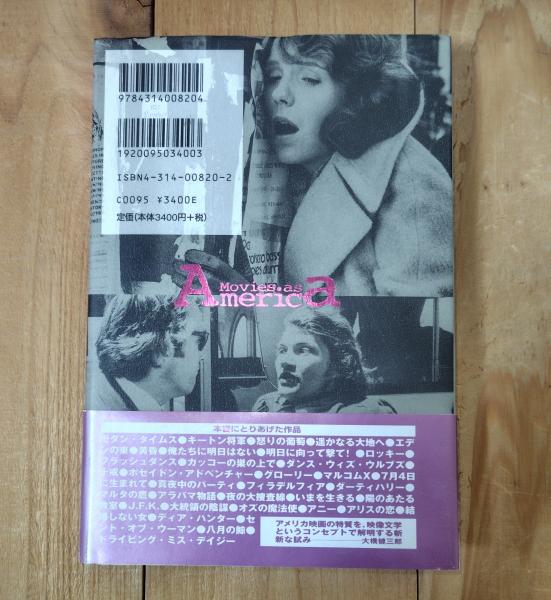 9784314008204
1920095034003
ISBN4-314-00820-2
C0095 ¥3400E
定価(本体3400円+税)
Movies as
America
本書にとりあげた作品
モダン・タイムス●キートン将軍●怒りの葡萄●遥かなる大地へ●エデ
ンの東●黄昏●俺たちに明日はない●明日に向って撃て!●ロッキー●
フラッシュダンス●カッコーの巣の上で●ダンス・ウィズ・ウルブズ
十戒●ポセイドン・アドベンチャー●グローリー●マルコムX●7月4日
に生まれて●真夜中のパーティ●フィラデルフィア●ダーティハリー●
マルタの鷹●アラバマ物語●夜の大捜査線●いまを生きる●陽のあたる
教室●J.F.K.●大統領の陰謀●オズの魔法使●アニー●アリスの恋●結
婚しない女●ディア・ハンター●セ
ント・オブ・ウーマン●八月の鯨●
ドライビング・ミス・デイジー
アメリカ映画の特質を、映像文学
というコンセプトで解明する新
新な試み──大橋健三郎